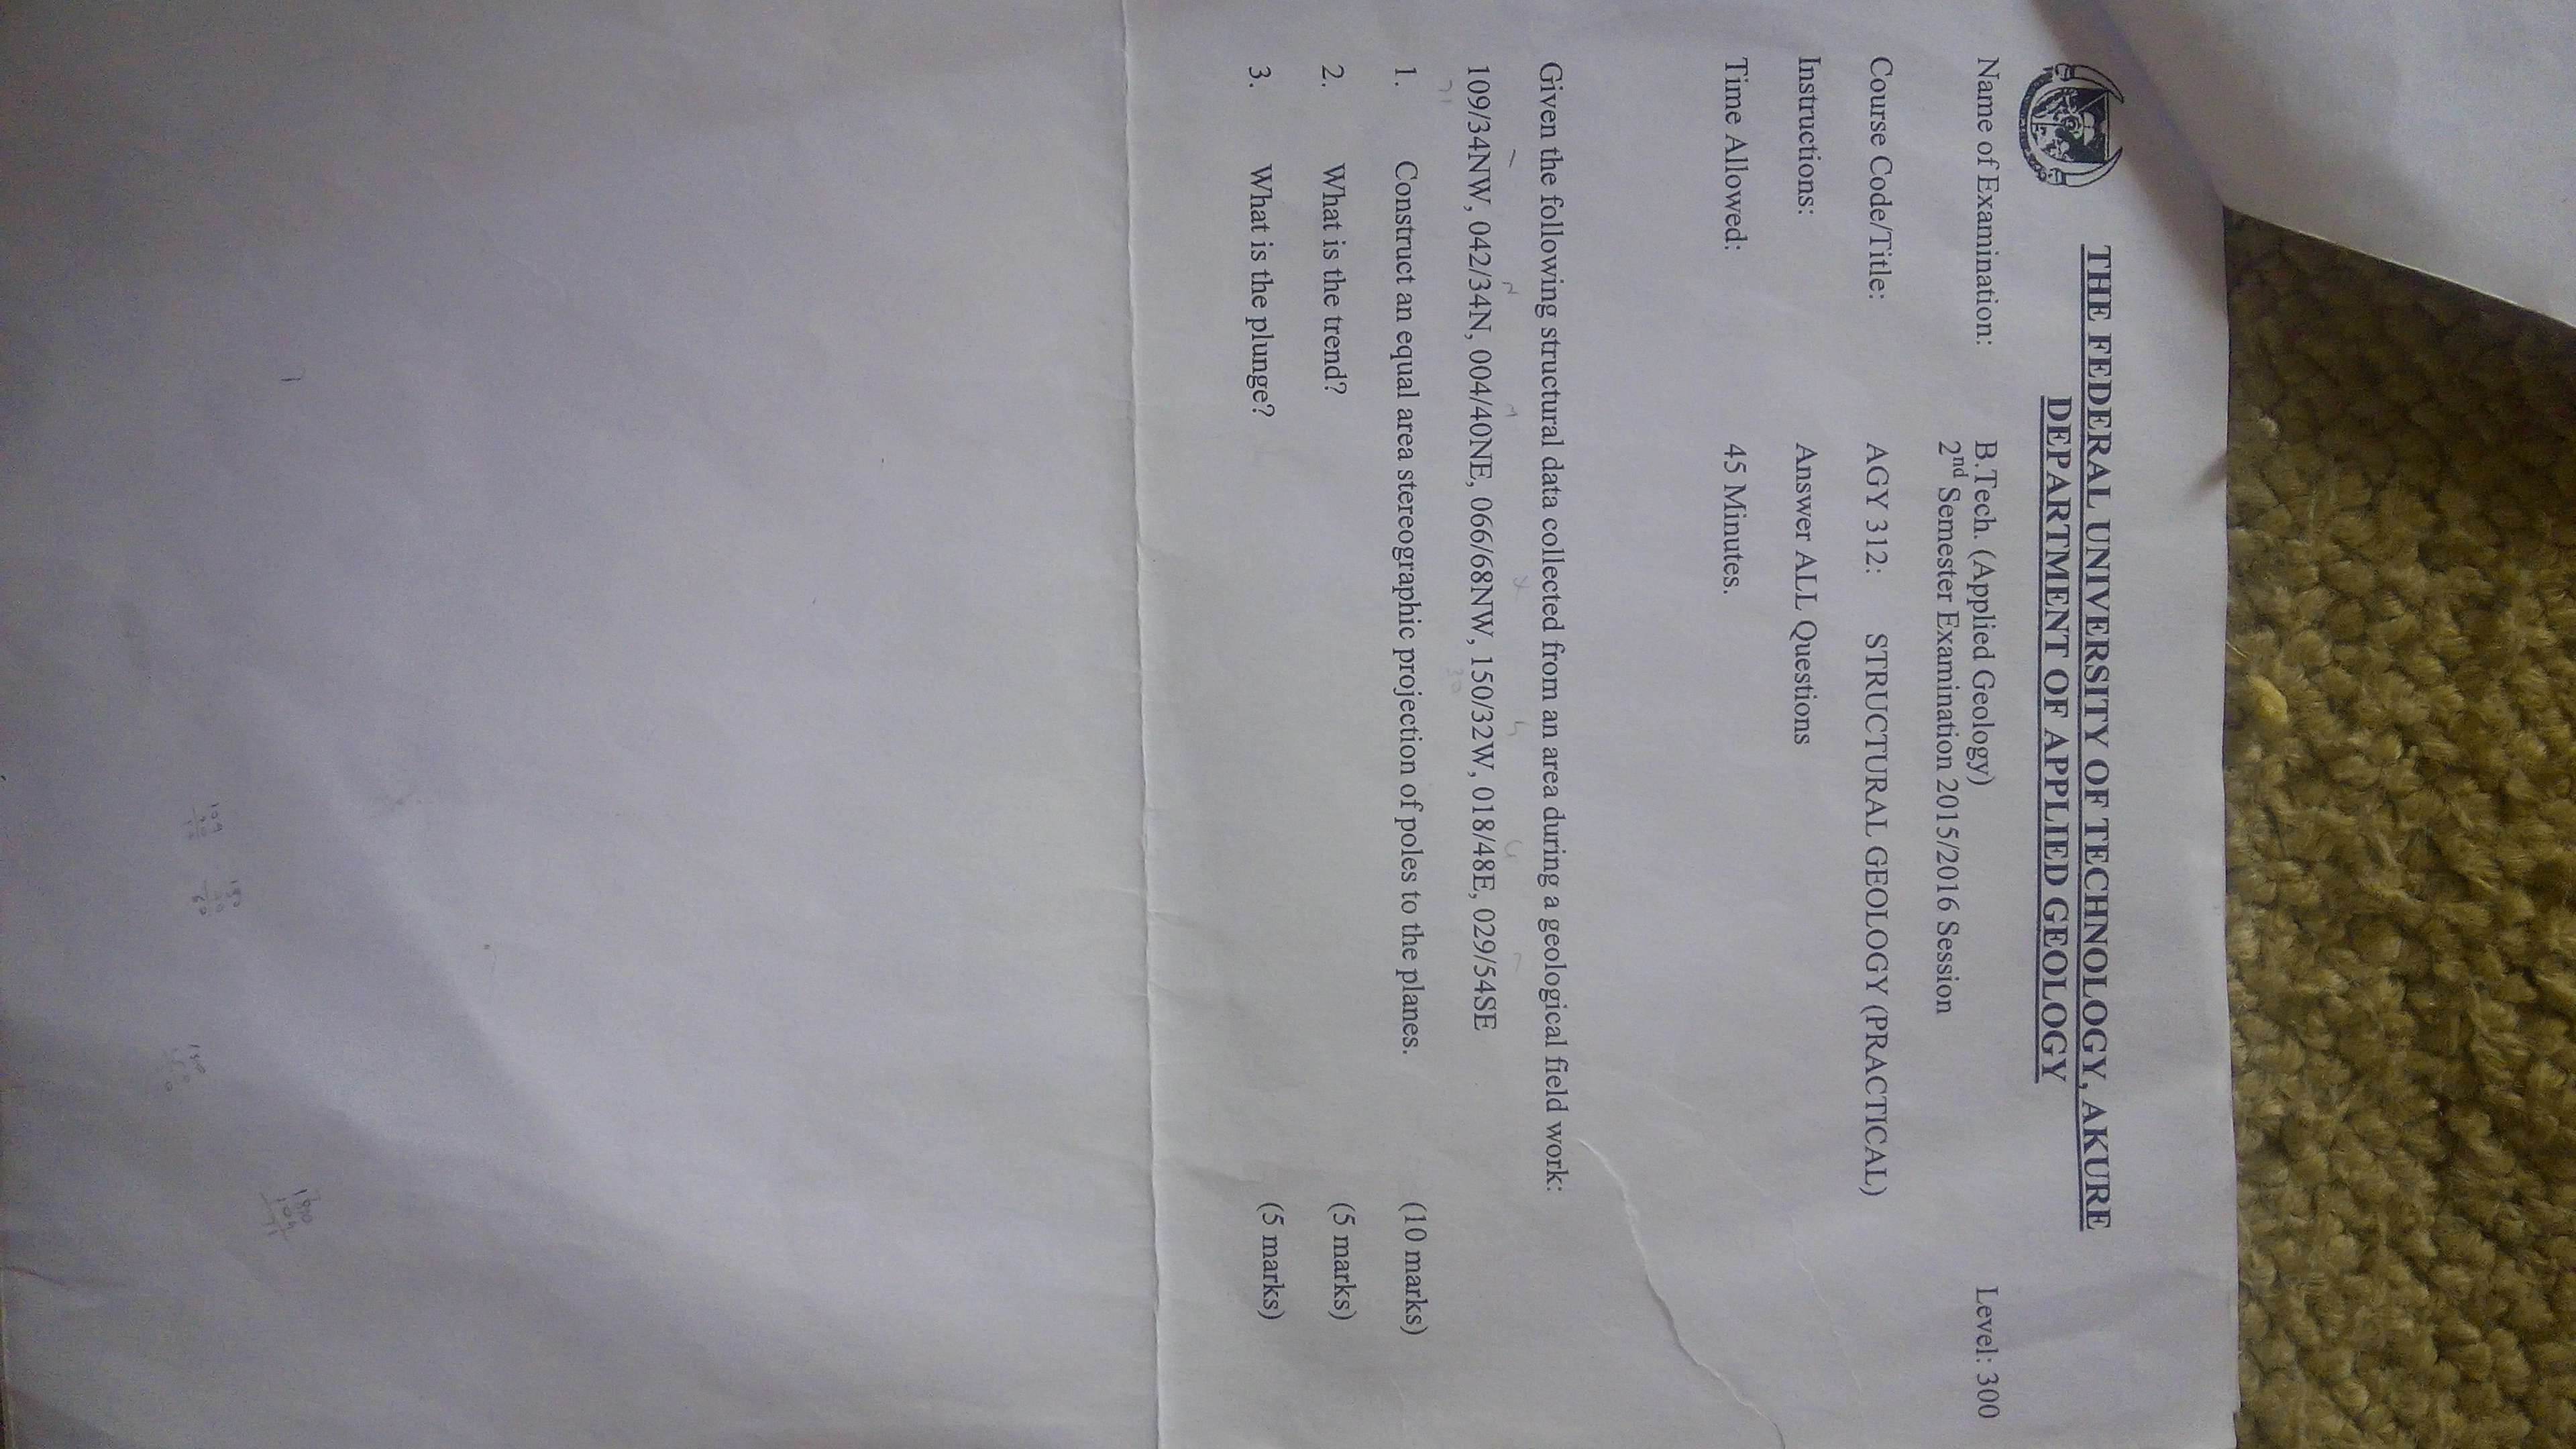 THE FEDERAL UNIVERSITY OF TECHNOLOGY, AKURE
DEPARTMENT OF APPLIED GEOLOGY
Name of Examination: B.Tech. (Applied Geology) Level: 300
2nd Semester Examination 2015/2016 Session
Course Code/Title: AGY 312: STRUCTURAL GEOLOGY (PRACTICAL)
Instructions: Answer ALL Questions
Time Allowed: 45 Minutes.
Given the following structural data collected from an area during a geological field work:
109/34NW, 042/34N, 004/40NE, 066/68NW, 150/32W, 018/48E, 029/54SE
71 30
1. Construct an equal area stereographic projection of poles to the planes. (10 marks)
2. What is the trend? (5 marks)
3. What is the plunge? (5 marks)